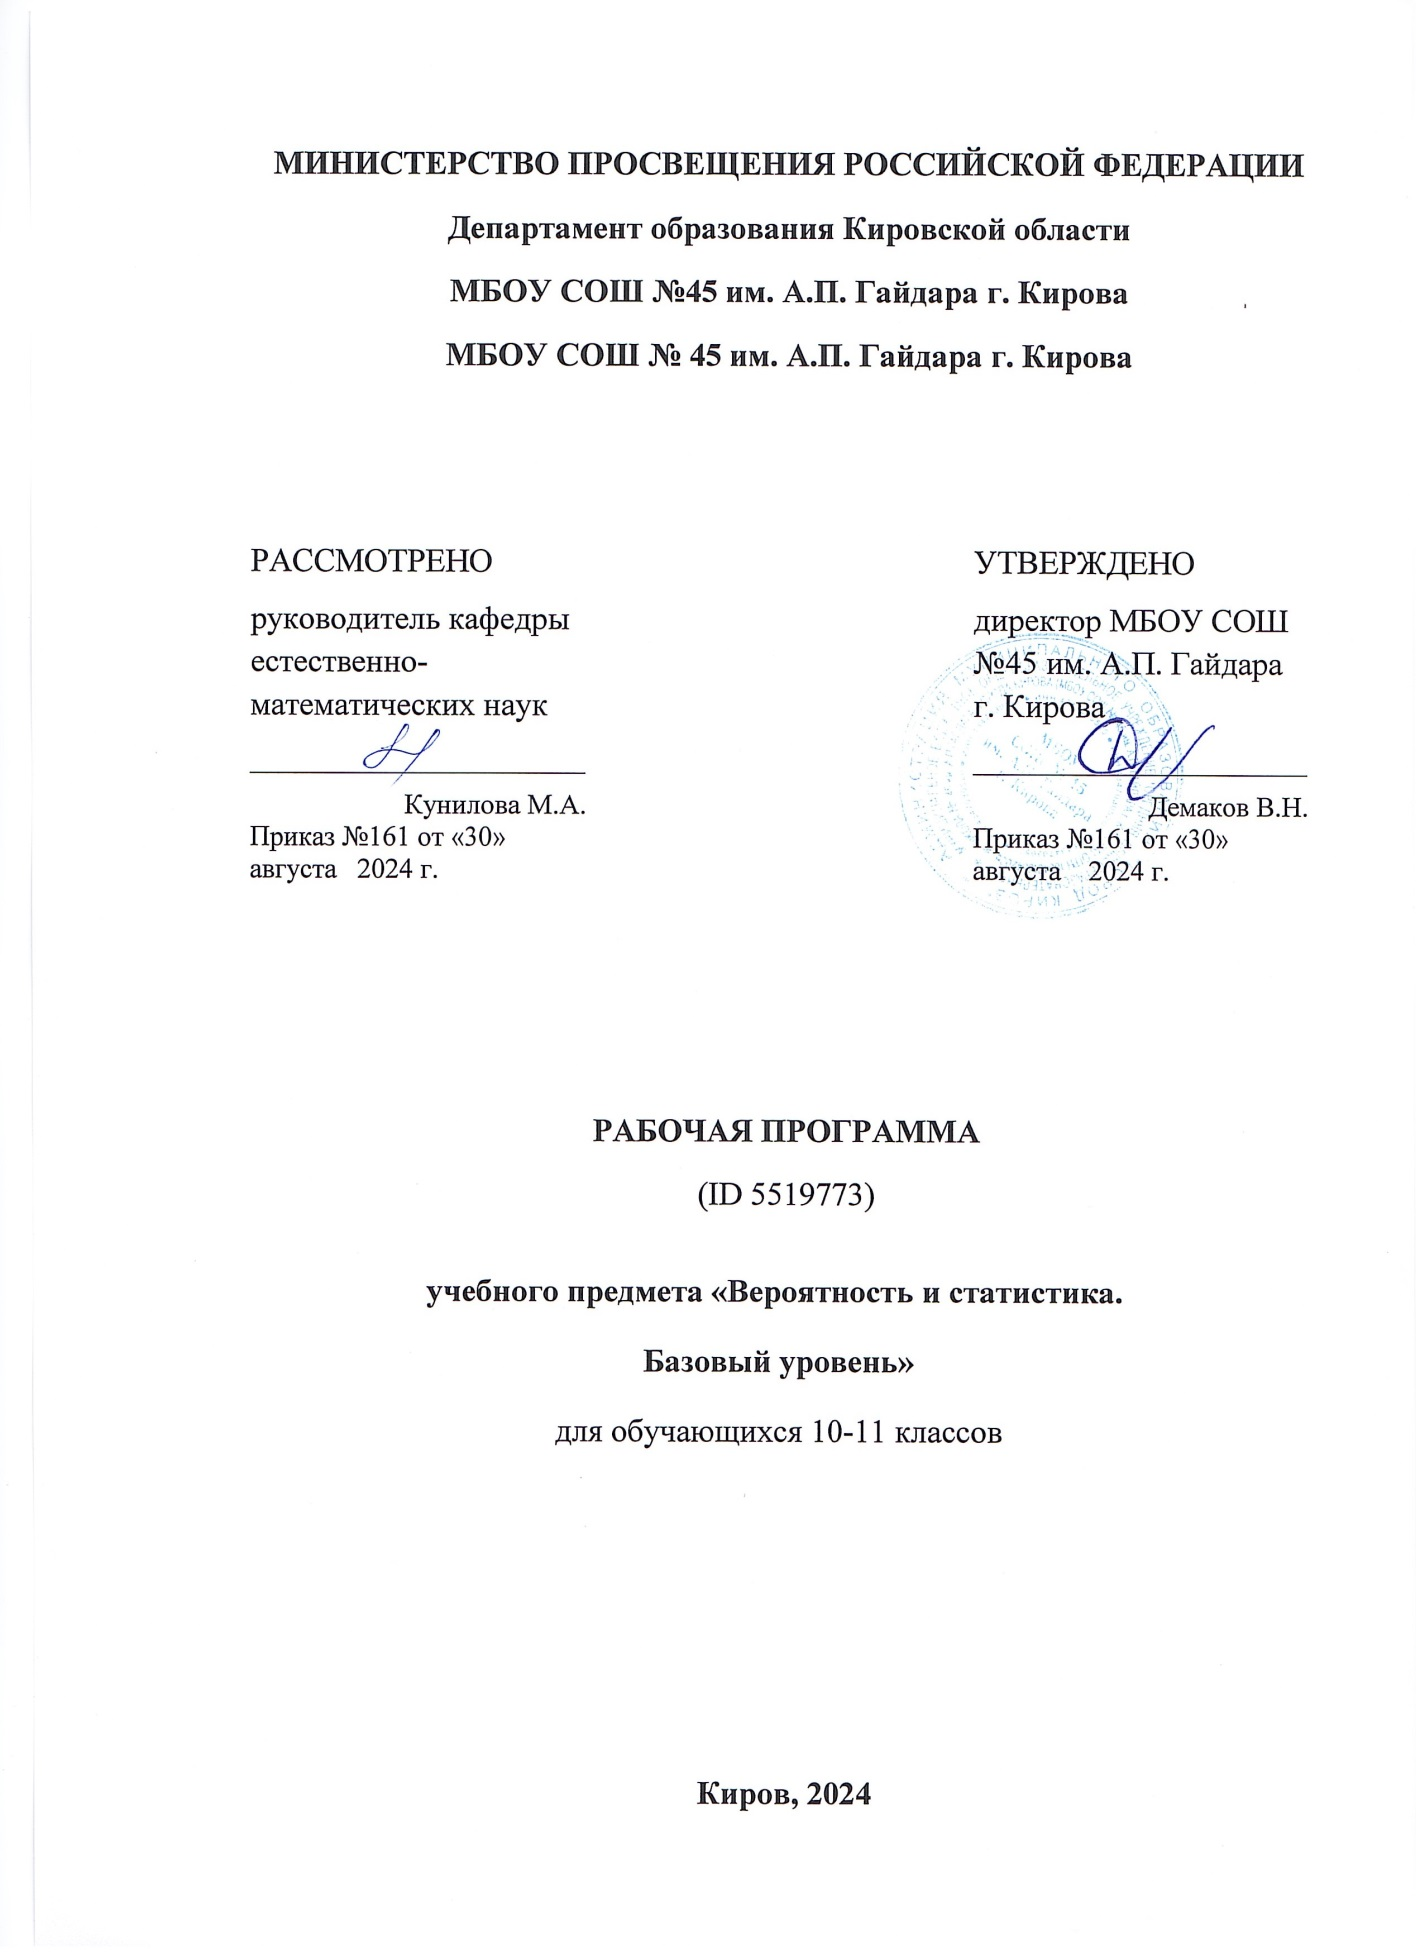 МИНИСТЕРСТВО ПРОСВЕЩЕНИЯ РОССИЙСКОЙ ФЕДЕРАЦИИ
Департамент образования Кировской области
МБОУ СОШ №45 им. А.П. Гайдара г. Кирова
МБОУ СОШ № 45 им. А.П. Гайдара г. Кирова
РАССМОТРЕНО
руководитель кафедры
естественно-
математических наук
Кунилова М.А.
Приказ №161 от «30»
августа 2024 г.
УТВЕРЖДЕНО
директор МБОУ СОШ
№45 им. А.П. Гайдара
г. Кирова
Демаков В.Н.
Приказ №161 от «30»
августа 2024 г.
РАБОЧАЯ ПРОГРАММА
(ID 5519773)
учебного предмета «Вероятность и статистика.
Базовый уровень»
для обучающихся 10-11 классов
Киров, 2024